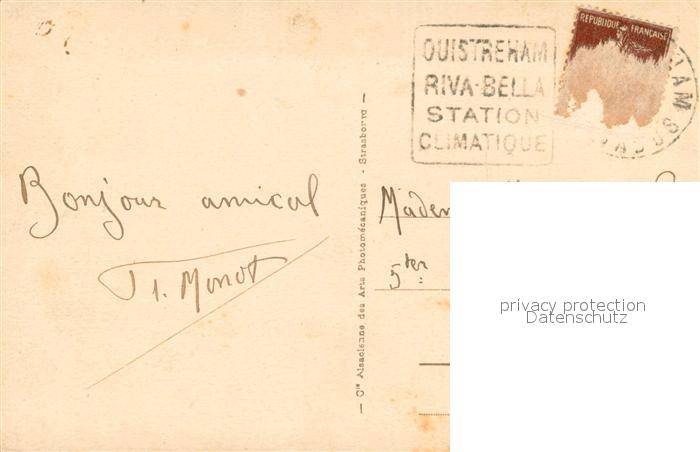 OUISTREHAM
RIVA-BELLA
STATION
CLIMATIQUE
REPUBLIQUE FRANÇAISE
Bonjour amical
Monot
— Cie Alsacienne des Arts Photomécaniques - Strasbourg —
5ter
privacy protection
Datenschutz